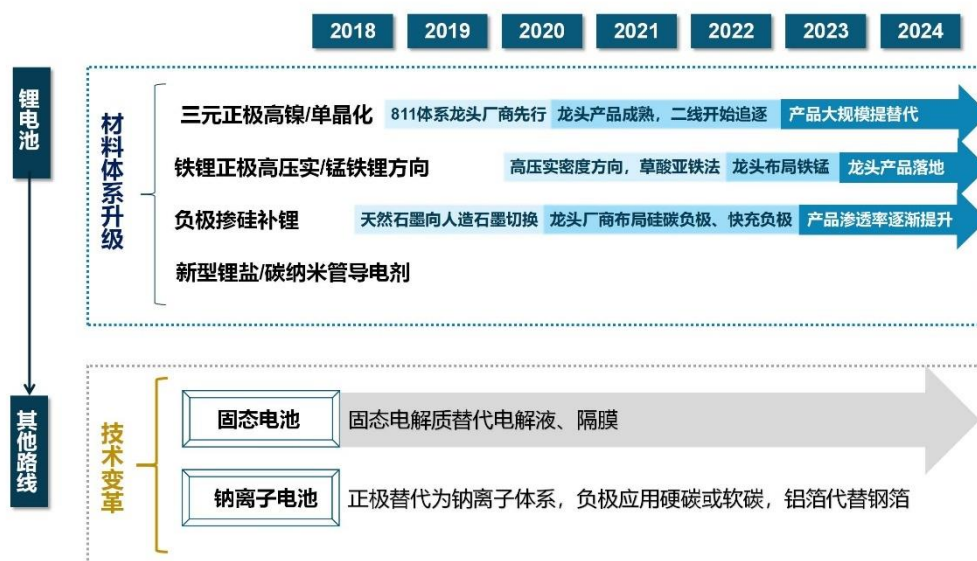 2018 2019 2020 2021 2022 2023 2024
锂电池
材料体系升级
三元正极高镍/单晶化 811体系龙头厂商先行 龙头产品成熟，二线开始追逐 产品大规模提替代
铁锂正极高压实/锰铁锂方向 高压实密度方向，草酸亚铁法 龙头布局铁锰 龙头产品落地
负极掺硅补锂 天然石墨向人造石墨切换 龙头厂商布局硅碳负极、快充负极 产品渗透率逐渐提升
新型锂盐/碳纳米管导电剂
其他路线
技术变革
固态电池 固态电解质替代电解液、隔膜
钠离子电池 正极替代为钠离子体系，负极应用硬碳或软碳，铝箔代替钢箔